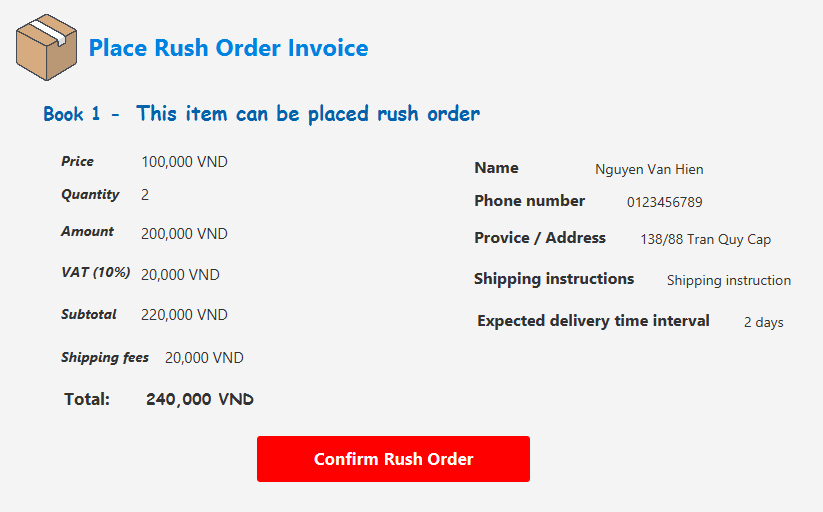 Place Rush Order Invoice
Book 1 - This item can be placed rush order
Price 100,000 VND
Quantity 2
Amount 200,000 VND
VAT (10%) 20,000 VND
Subtotal 220,000 VND
Shipping fees 20,000 VND
Total: 240,000 VND
Name Nguyen Van Hien
Phone number 0123456789
Provice / Address 138/88 Tran Quy Cap
Shipping instructions Shipping instruction
Expected delivery time interval 2 days
Confirm Rush Order